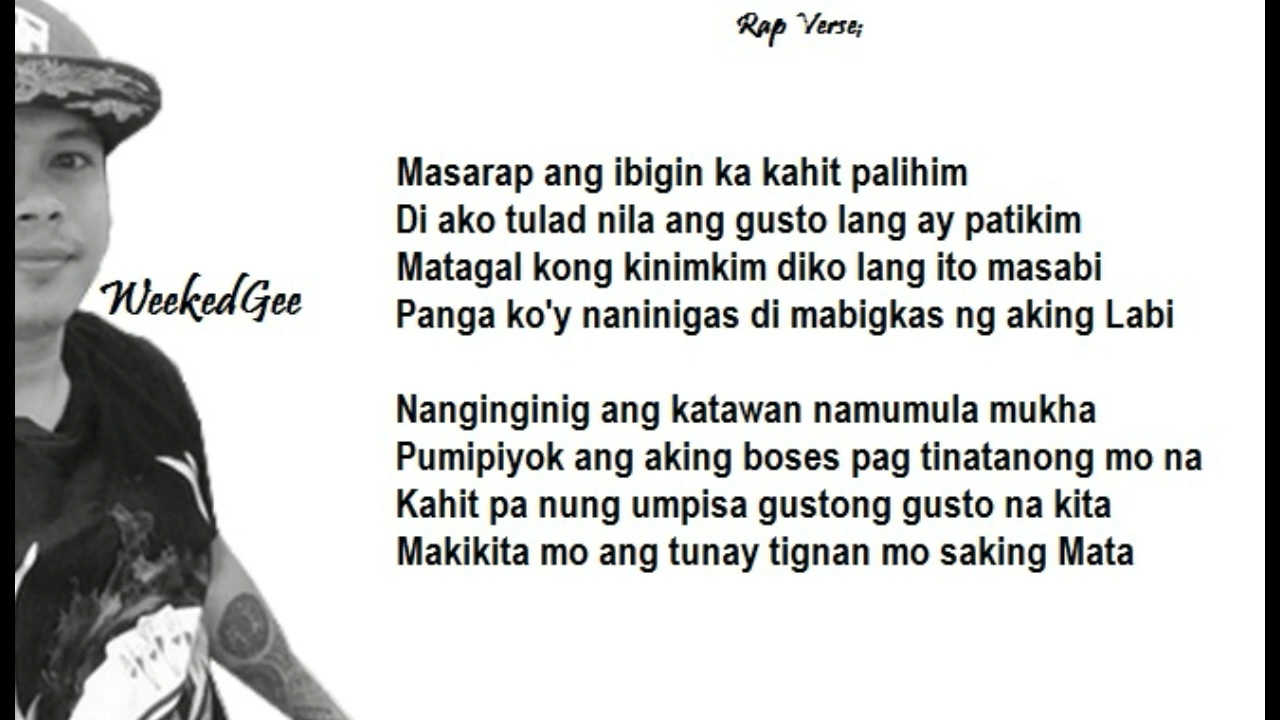 Rap Verse;
Masarap ang ibigin ka kahit palihim
Di ako tulad nila ang gusto lang ay patikim
Matagal kong kinimkim diko lang ito masabi
Panga ko'y naninigas di mabigkas ng aking Labi
WeekedGee
Nanginginig ang katawan namumula mukha
Pumipiyok ang aking boses pag tinatanong mo na
Kahit pa nung umpisa gustong gusto na kita
Makikita mo ang tunay tignan mo saking Mata